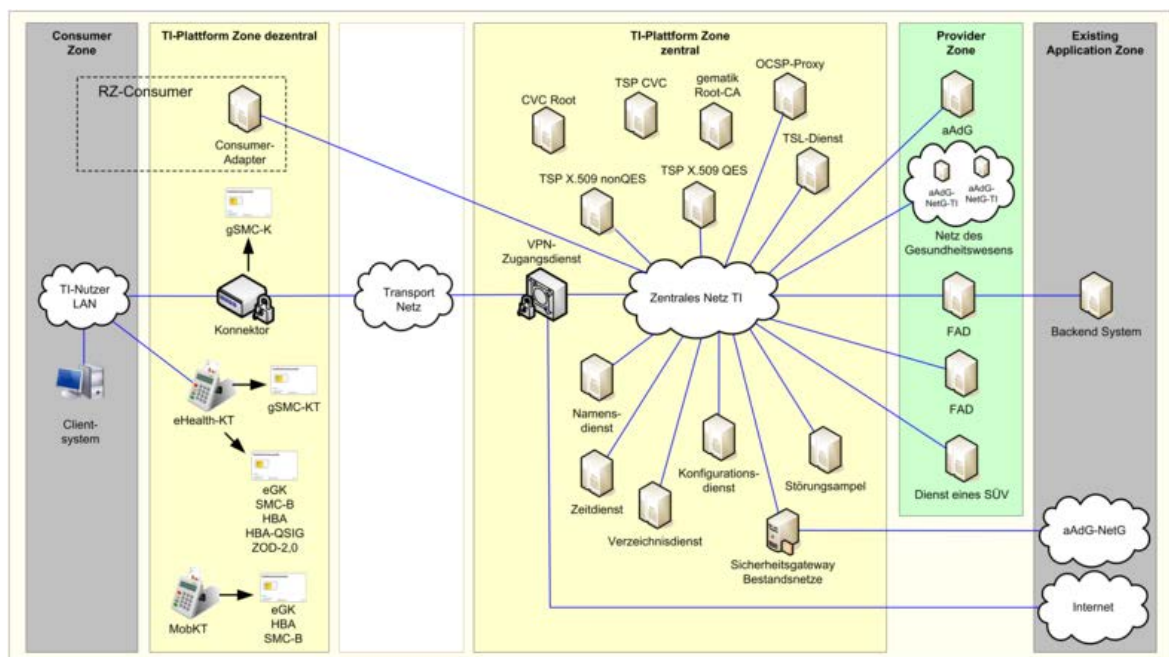 Consumer
Zone
TI-Plattform Zone dezentral
TI-Plattform Zone
zentral
Provider
Zone
Existing
Application Zone
RZ-Consumer
Consumer-
Adapter
gSMC-K
TI-Nutzer
LAN
Konnektor
Client-
system
eHealth-KT
gSMC-KT
eGK
SMC-B
HBA
HBA-QSIG
ZOD-2,0
MobKT
eGK
HBA
SMC-B
Transport
Netz
CVC Root
TSP CVC
gematik
Root-CA
OCSP-Proxy
TSL-Dienst
TSP X.509 nonQES
TSP X.509 QES
VPN-
Zugangsdienst
Zentrales Netz TI
Namens-
dienst
Zeitdienst
Verzeichnisdienst
Konfigurations-
dienst
Störungsampel
Sicherheitsgateway
Bestandsnetze
aAdG
aAdG-
NetG-TI
aAdG-
NetG-TI
Netz des
Gesundheitswesens
FAD
FAD
Dienst eines SÜV
Backend System
aAdG-NetG
Internet